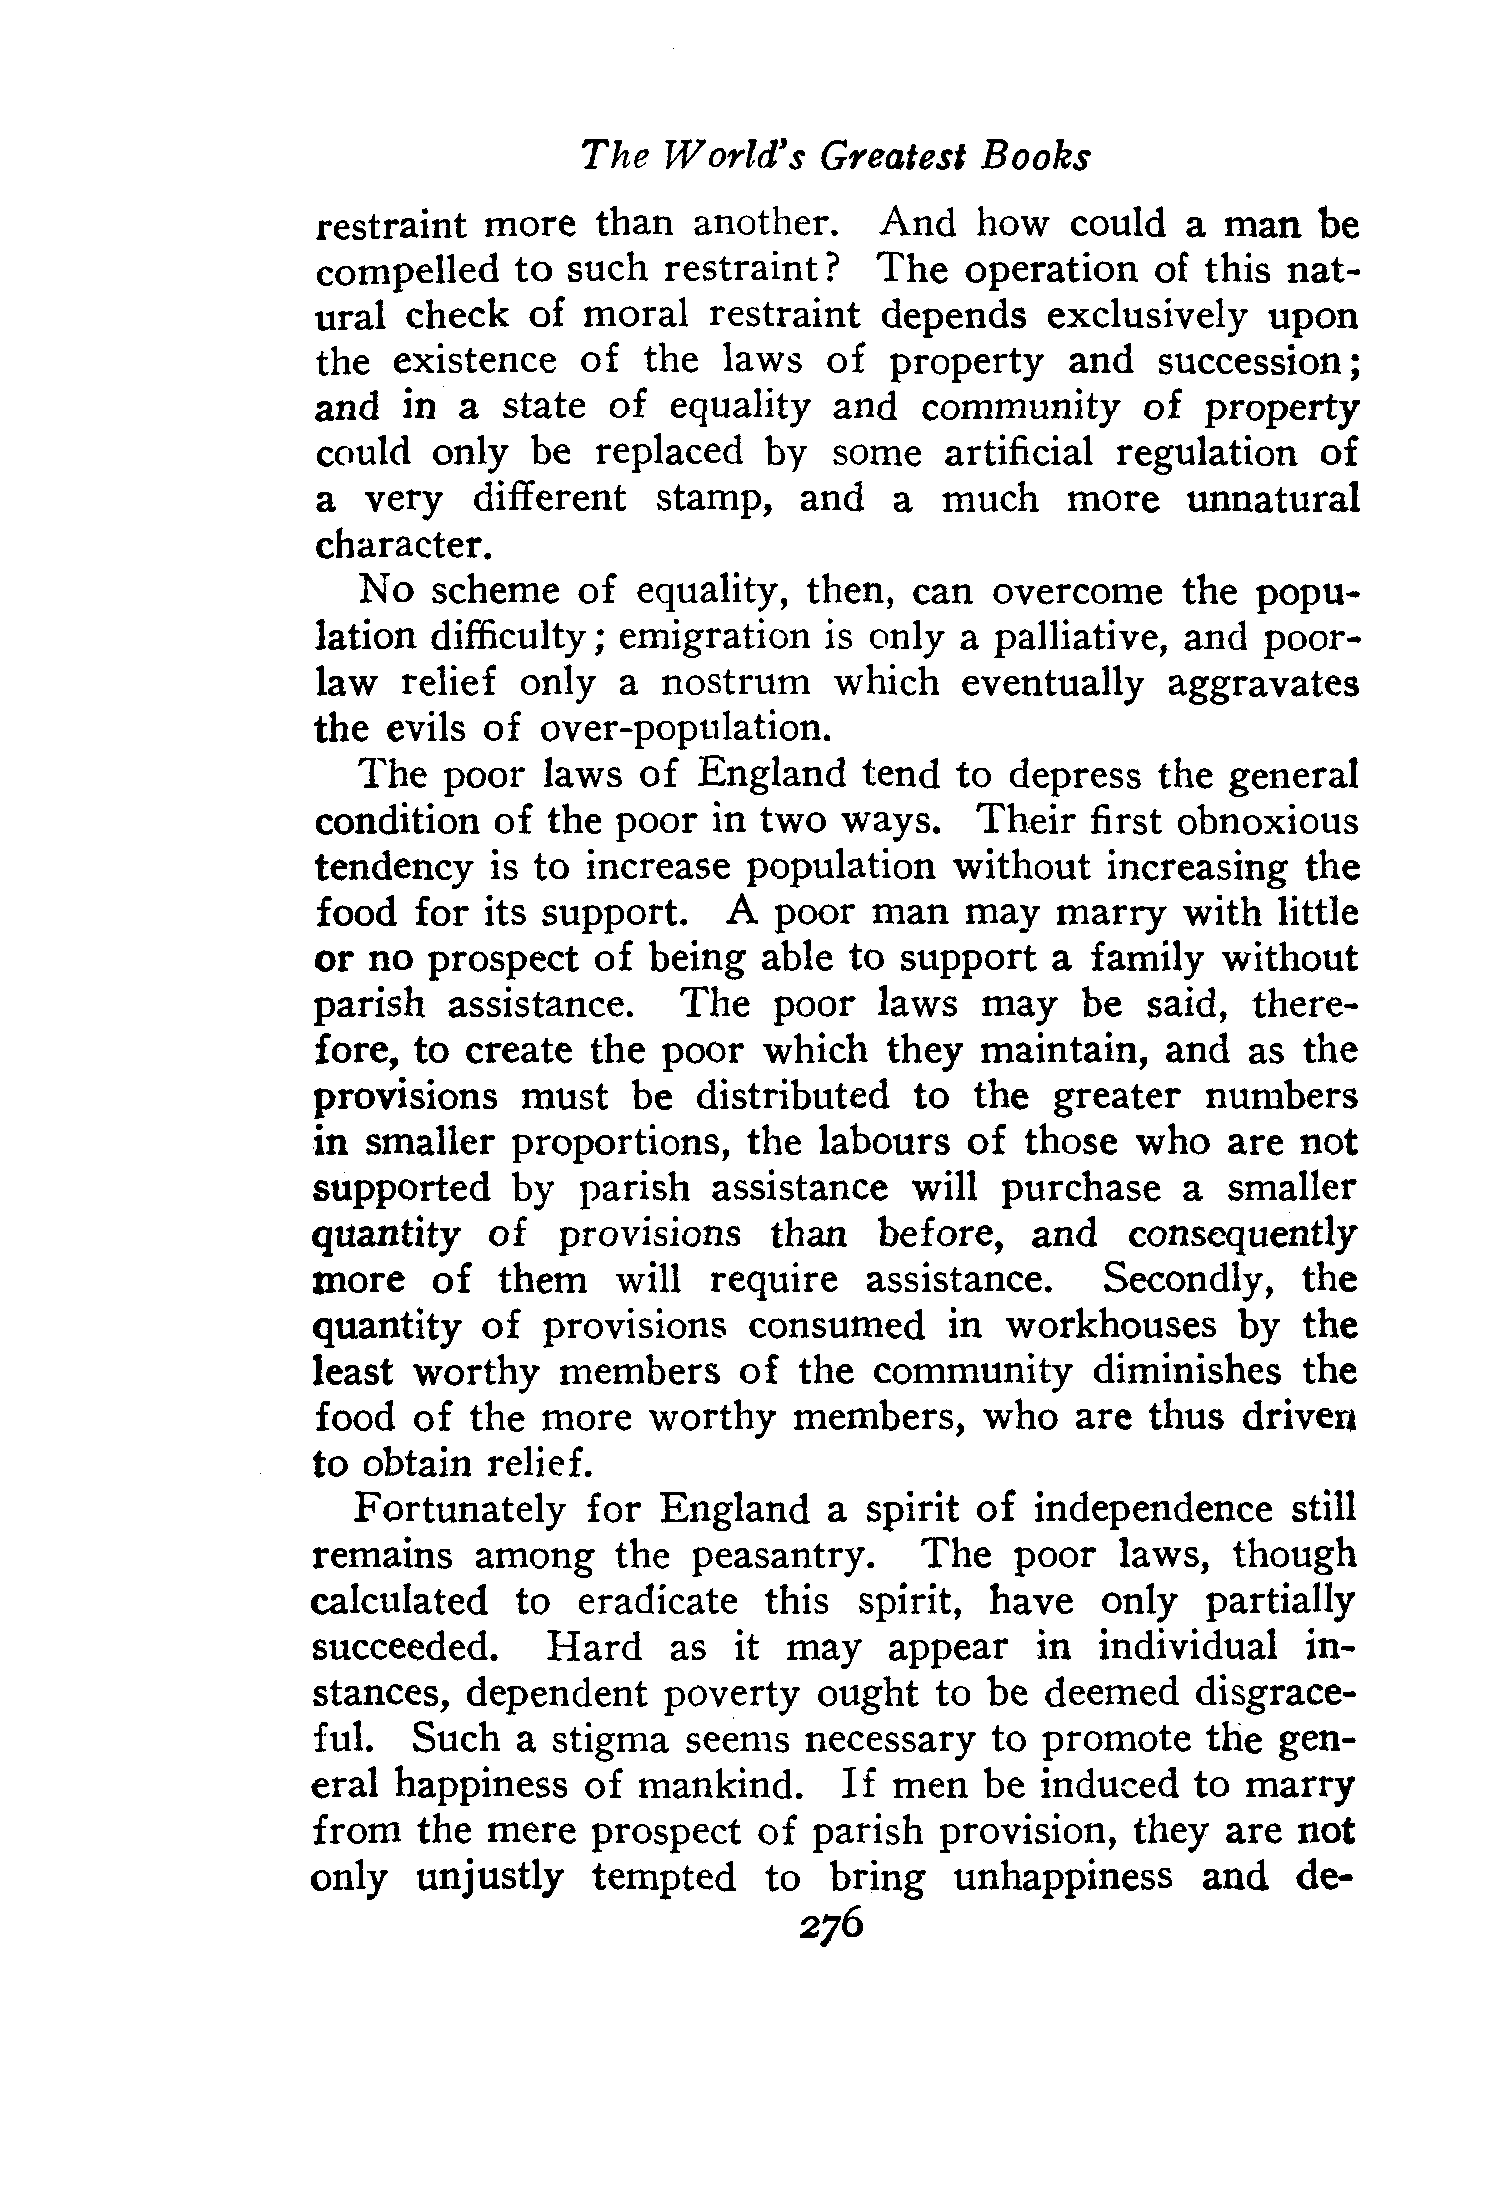 The World's Greatest Books
restraint more than another. And how could a man be
compelled to such restraint? The operation of this nat-
ural check of moral restraint depends exclusively upon
the existence of the laws of property and succession;
and in a state of equality and community of property
could only be replaced by some artificial regulation of
a very different stamp, and a much more unnatural
character.
No scheme of equality, then, can overcome the popu-
lation difficulty; emigration is only a palliative, and poor-
law relief only a nostrum which eventually aggravates
the evils of over-population.
The poor laws of England tend to depress the general
condition of the poor in two ways. Their first obnoxious
tendency is to increase population without increasing the
food for its support. A poor man may marry with little
or no prospect of being able to support a family without
parish assistance. The poor laws may be said, there-
fore, to create the poor which they maintain, and as the
provisions must be distributed to the greater numbers
in smaller proportions, the labours of those who are not
supported by parish assistance will purchase a smaller
quantity of provisions than before, and consequently
more of them will require assistance. Secondly, the
quantity of provisions consumed in workhouses by the
least worthy members of the community diminishes the
food of the more worthy members, who are thus driven
to obtain relief.
Fortunately for England a spirit of independence still
remains among the peasantry. The poor laws, though
calculated to eradicate this spirit, have only partially
succeeded. Hard as it may appear in individual in-
stances, dependent poverty ought to be deemed disgrace-
ful. Such a stigma seems necessary to promote the gen-
eral happiness of mankind. If men be induced to marry
from the mere prospect of parish provision, they are not
only unjustly tempted to bring unhappiness and de-
276